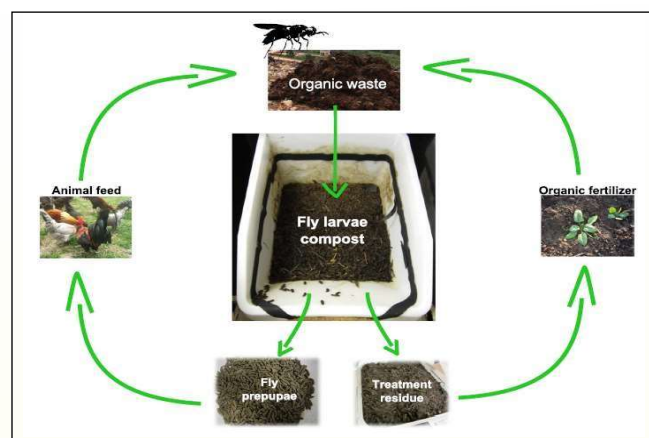 Organic waste
Animal feed
Organic fertilizer
Fly larvae
compost
Fly
prepupae
Treatment
residue